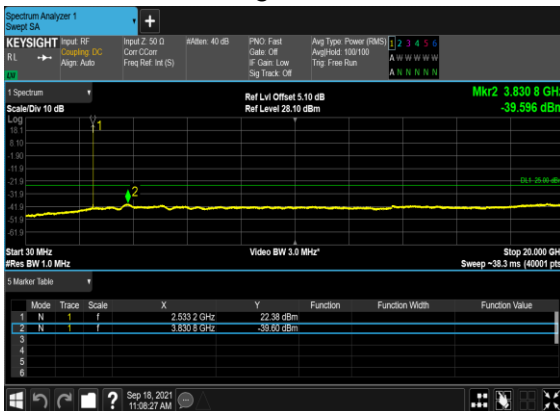 Spectrum Analyzer 1
Swept SA
KEYSIGHT Input: RF Input Z: 50 Ω #Atten: 40 dB PNO: Fast Avg Type: Power (RMS) 1 2 3 4 5 6
RL Coupling: DC Corr CCorr Gate: Off Avg|Hold: 100/100 A W W W W W
Align: Auto Freq Ref: Int (S) IF Gain: Low Trig: Free Run
Sig Track: Off A N N N N N
1 Spectrum
Scale/Div 10 dB Ref Lvl Offset 5.10 dB Mkr2 3.830 8 GHz
Ref Level 28.10 dBm -39.596 dBm
Log
18.1 1
8.10
-1.90
-11.9
-21.9 DL1 -25.00 dBm
-31.9 2
-41.9
-51.9
-61.9
Start 30 MHz Video BW 3.0 MHz* Stop 20.000 GH
#Res BW 1.0 MHz Sweep ~38.3 ms (40001 pts
5 Marker Table
Mode Trace Scale X Y Function Function Width Function Value
1 N 1 f 2.533 2 GHz 22.38 dBm
2 N 1 f 3.830 8 GHz -39.60 dBm
3
4
5
6
? Sep 18, 2021
11:08:27 AM